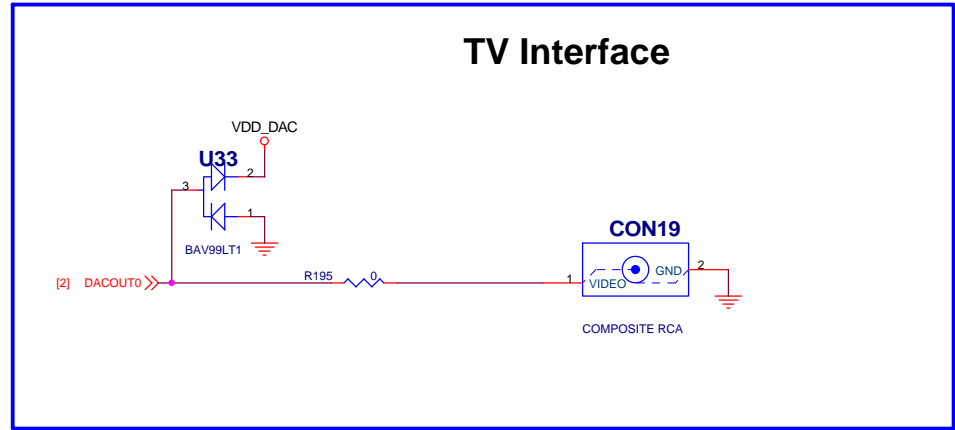 TV Interface
VDD_DAC
U33
2
3
1
BAV99LT1
CON19
[2] DACOUT0
R195 0
1 VIDEO GND 2
COMPOSITE RCA